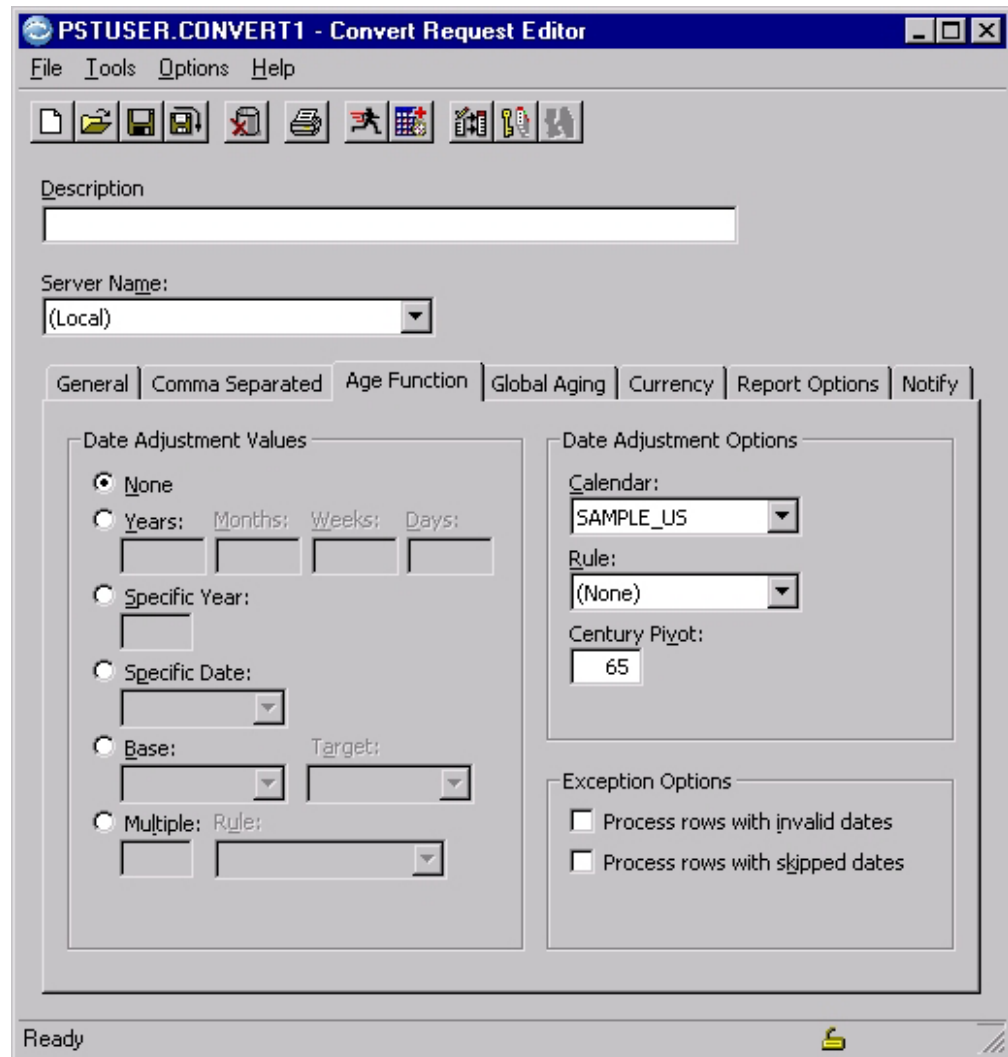 PSTUSER.CONVERT1 - Convert Request Editor
File Tools Options Help
Description
Server Name:
(Local)
General Comma Separated Age Function Global Aging Currency Report Options Notify
Date Adjustment Values
None
Years: Months: Weeks: Days:
Specific Year:
Specific Date:
Base: Target:
Multiple: Rule:
Date Adjustment Options
Calendar:
SAMPLE_US
Rule:
(None)
Century Pivot:
65
Exception Options
Process rows with invalid dates
Process rows with skipped dates
Ready